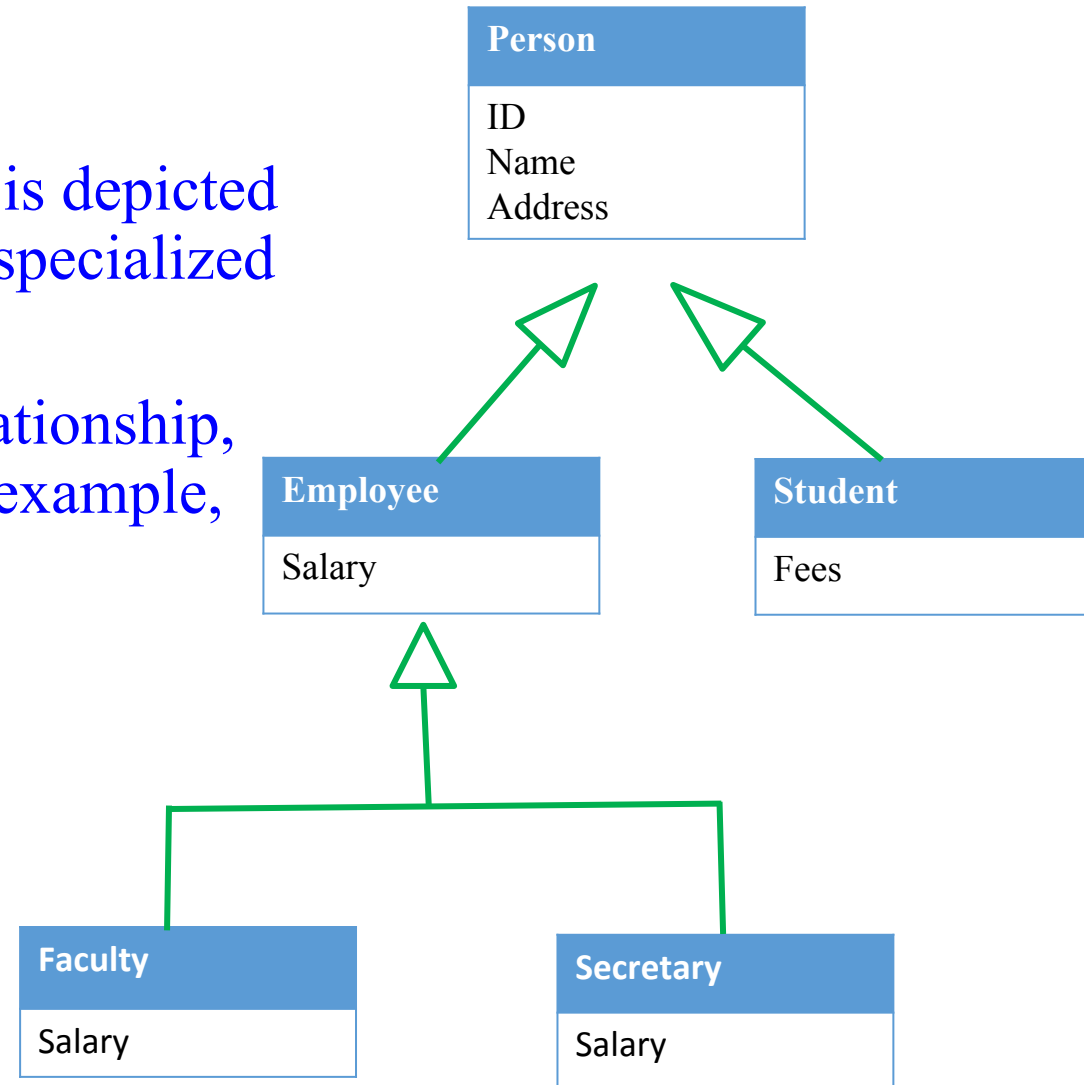 Person
ID
Name
Address
is depicted
specialized
ationship,
example,
Employee
Salary
Student
Fees
Faculty
Salary
Secretary
Salary